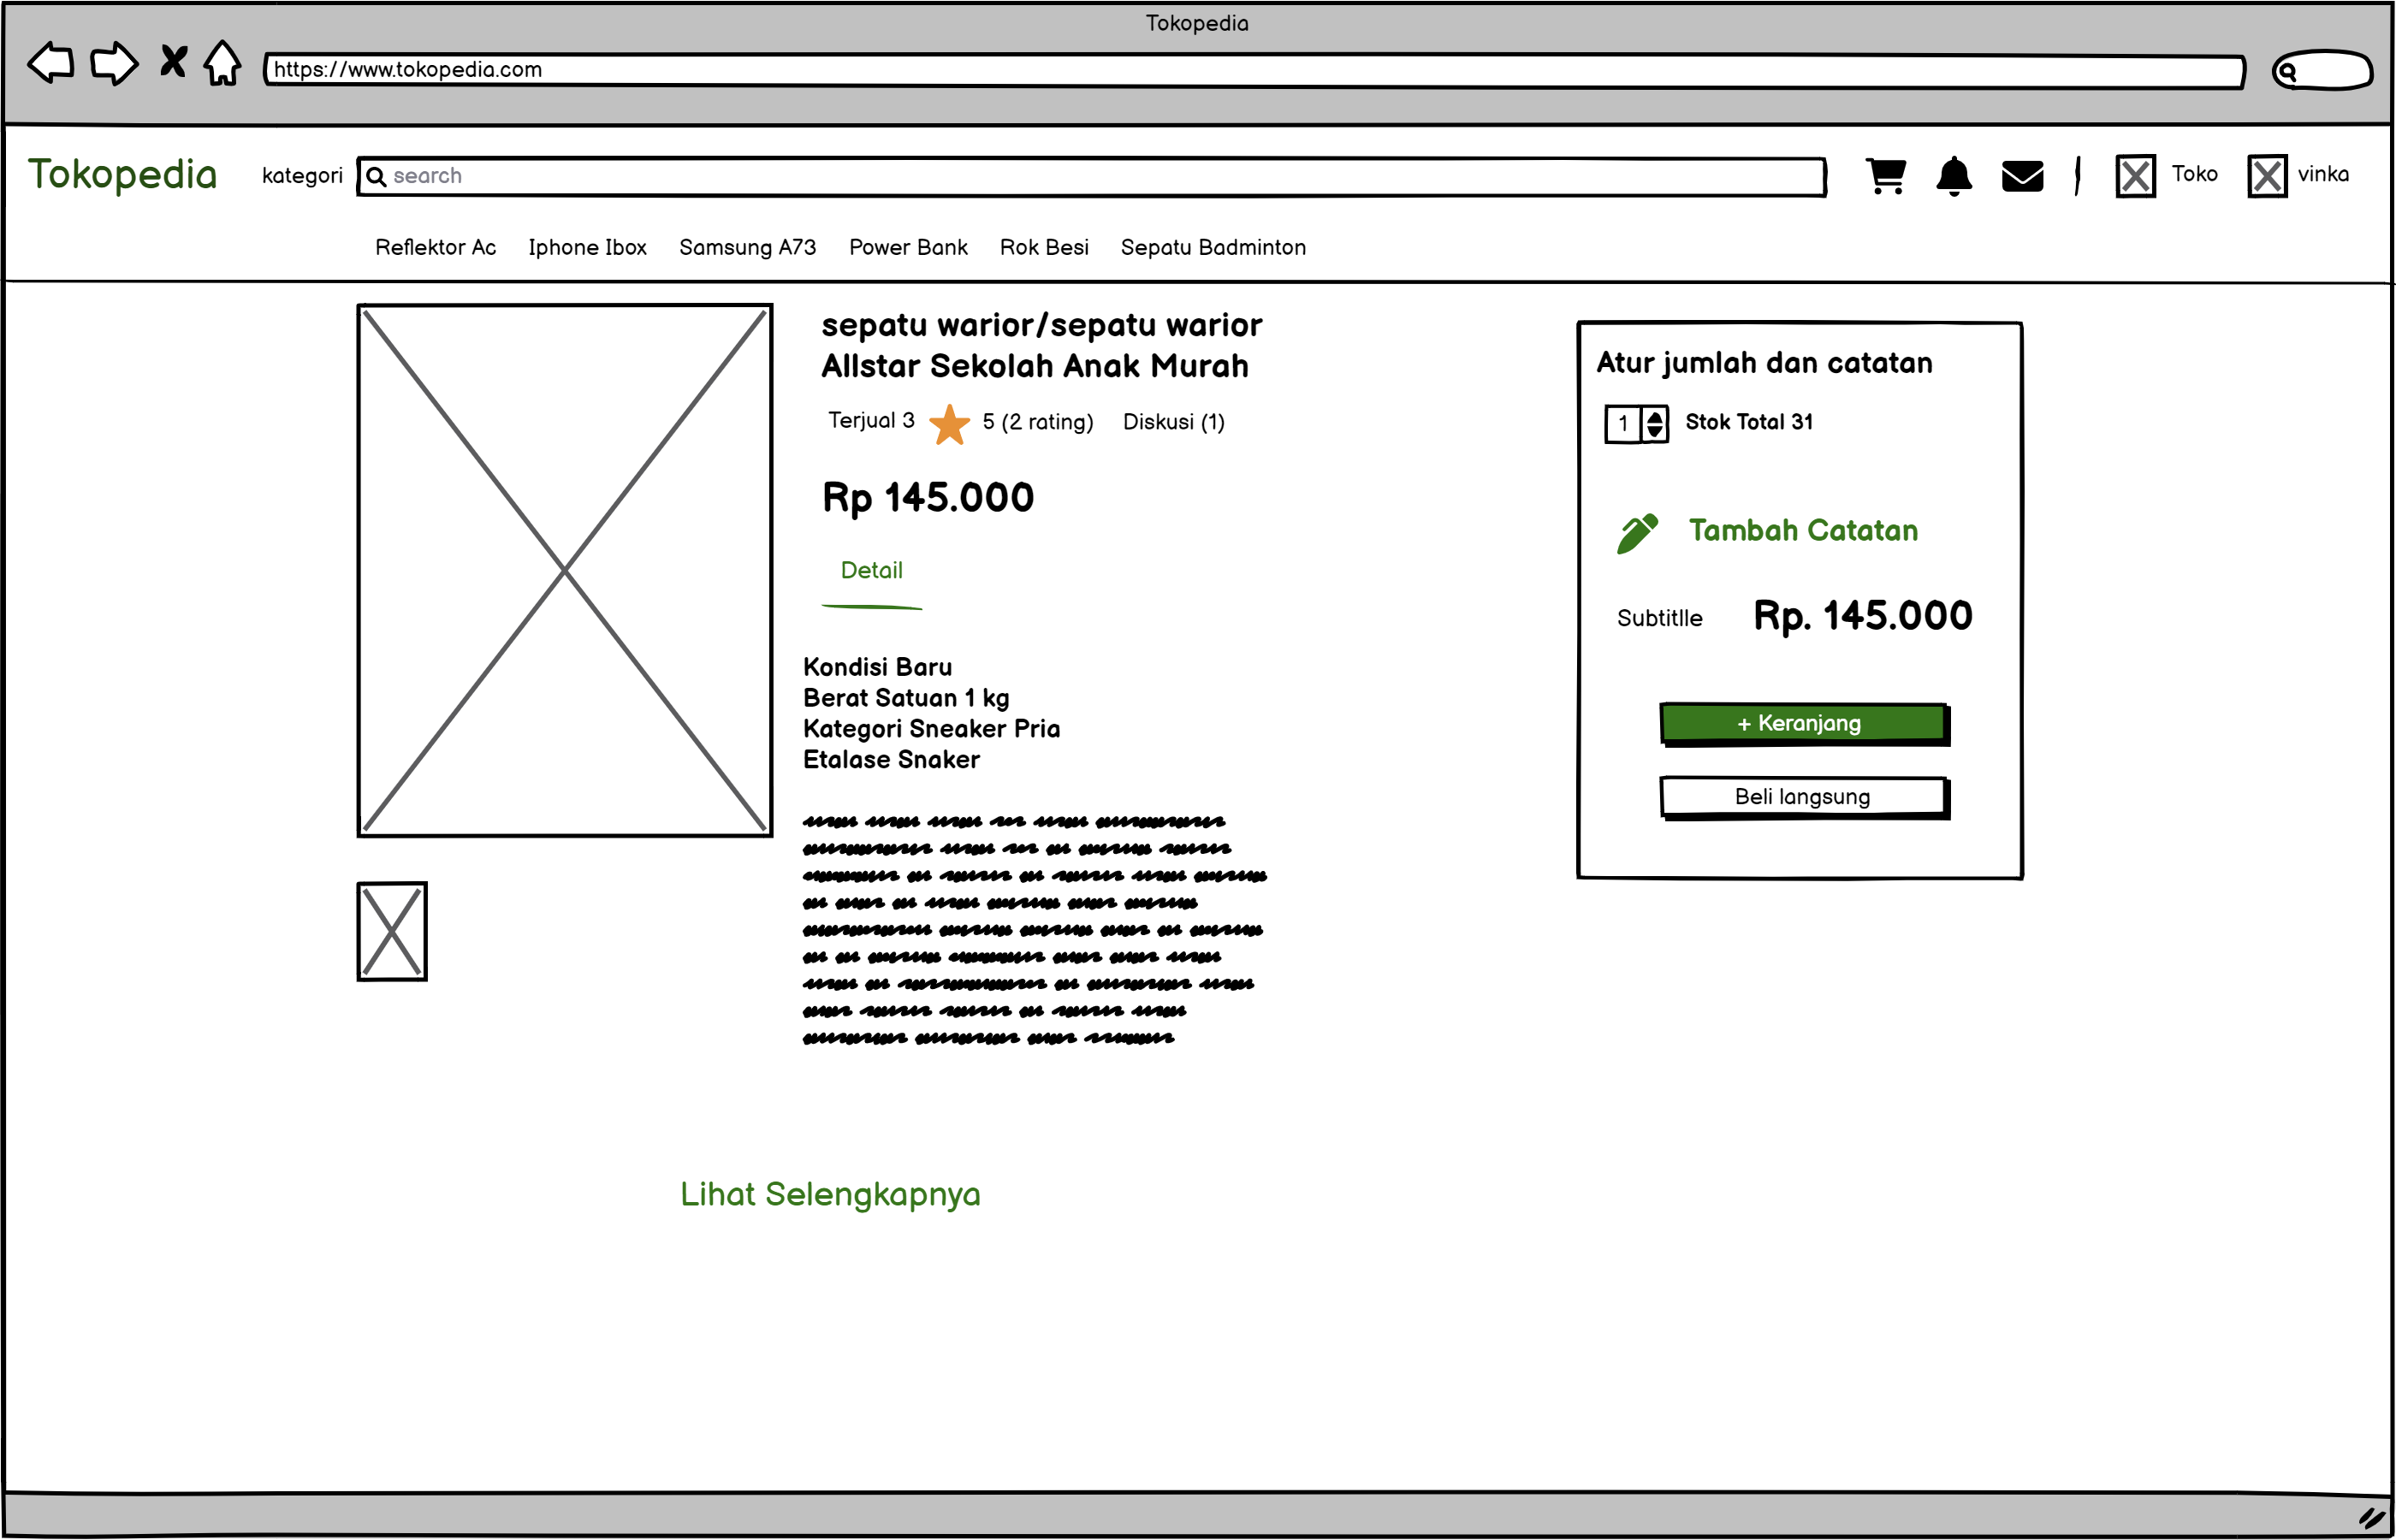 Tokopedia
https://www.tokopedia.com
Tokopedia kategori search Toko vinka
Reflektor Ac Iphone Ibox Samsung A73 Power Bank Rok Besi Sepatu Badminton
sepatu warior/sepatu warior
Allstar Sekolah Anak Murah
Terjual 3 5 (2 rating) Diskusi (1)
Rp 145.000
Detail
Kondisi Baru
Berat Satuan 1 kg
Kategori Sneaker Pria
Etalase Snaker
Lihat Selengkapnya
Atur jumlah dan catatan
1 Stok Total 31
Tambah Catatan
Subtitlle Rp. 145.000
+ Keranjang
Beli langsung